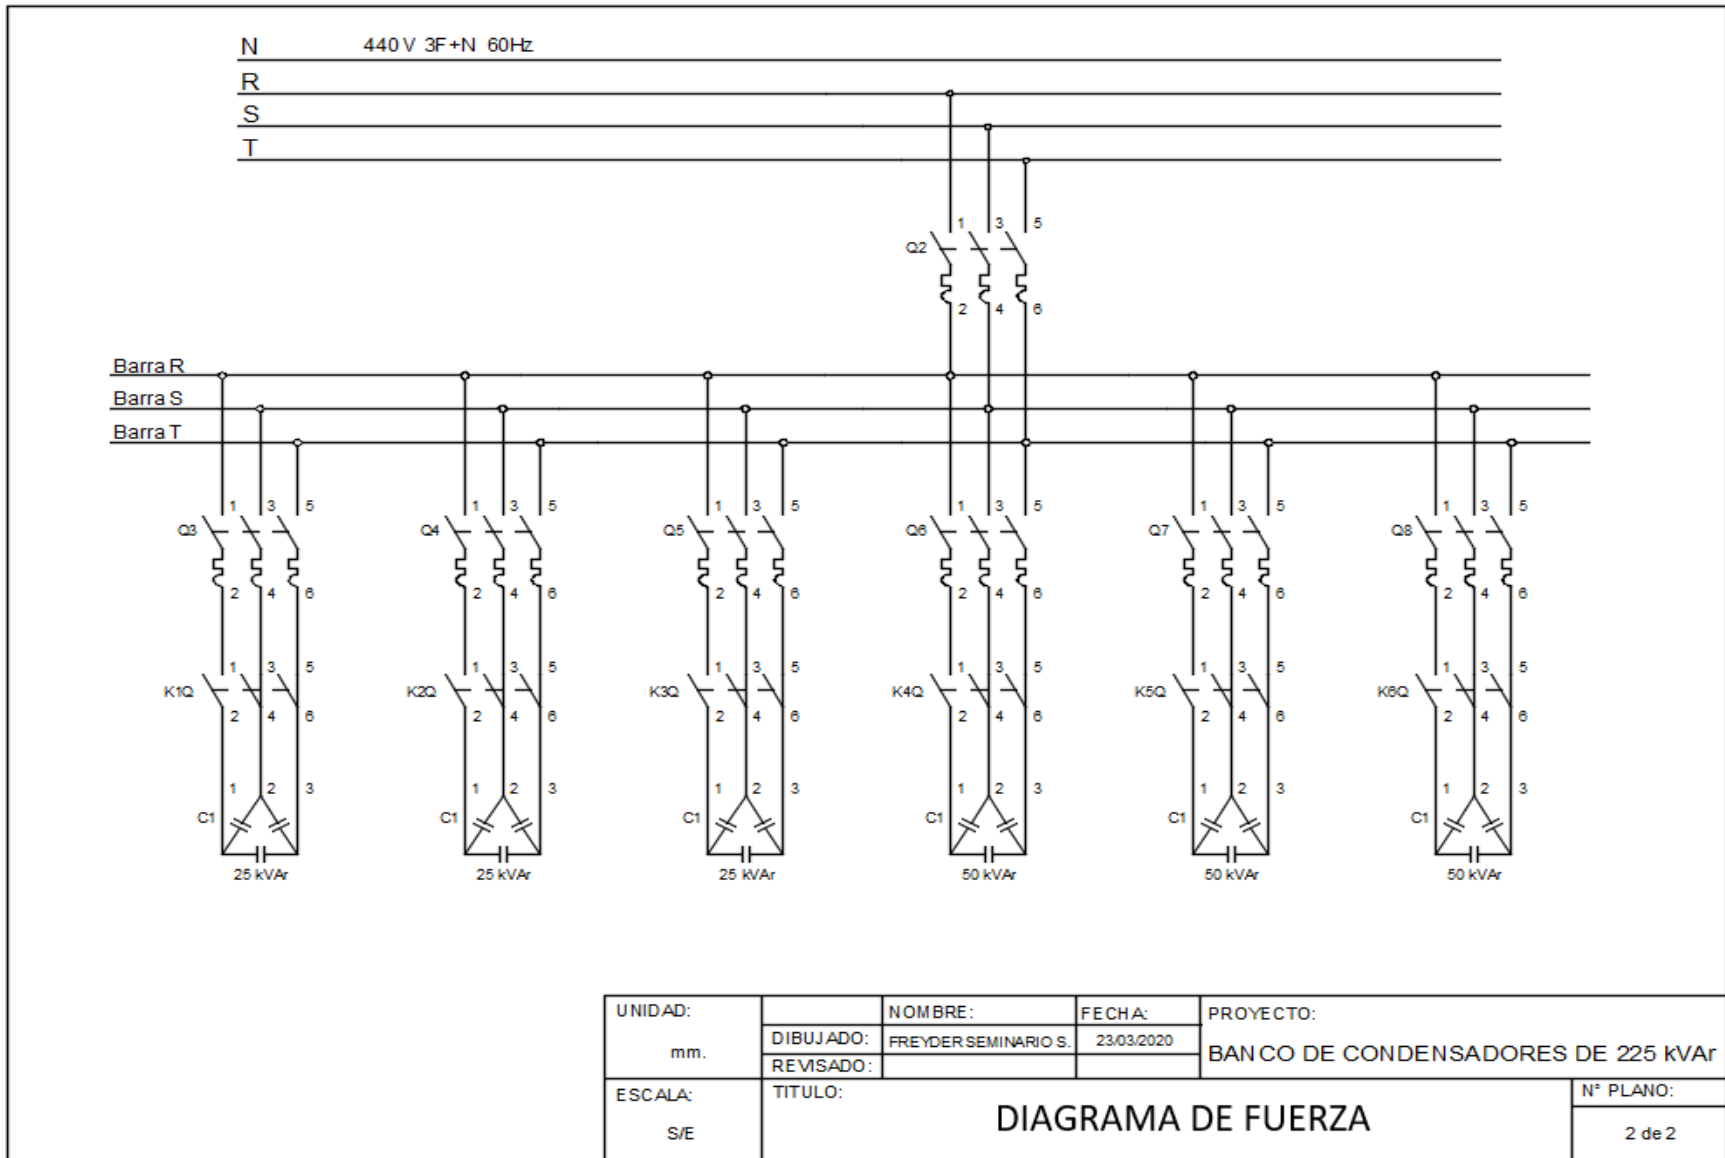 N 440 V 3F+N 60Hz
R
S
T
1 3 5
Q2
2 4 6
Barra R
Barra S
Barra T
1 3 5 1 3 5 1 3 5 1 3 5 1 3 5 1 3 5
Q3 Q4 Q5 Q6 Q7 Q8
2 4 6 2 4 6 2 4 6 2 4 6 2 4 6 2 4 6
1 3 5 1 3 5 1 3 5 1 3 5 1 3 5 1 3 5
K1Q K2Q K3Q K4Q K5Q K6Q
2 4 6 2 4 6 2 4 6 2 4 6 2 4 6 2 4 6
1 2 3 1 2 3 1 2 3 1 2 3 1 2 3 1 2 3
C1 C1 C1 C1 C1 C1
25 kVAr 25 kVAr 25 kVAr 50 kVAr 50 kVAr 50 kVAr
UNIDAD: NOMBRE: FECHA: PROYECTO:
mm. DIBUJADO: FREYDER SEMINARIO S. 23/03/2020 BANCO DE CONDENSADORES DE 225 kVAr
REVISADO:
ESCALA: TITULO: N° PLANO:
S/E DIAGRAMA DE FUERZA 2 de 2